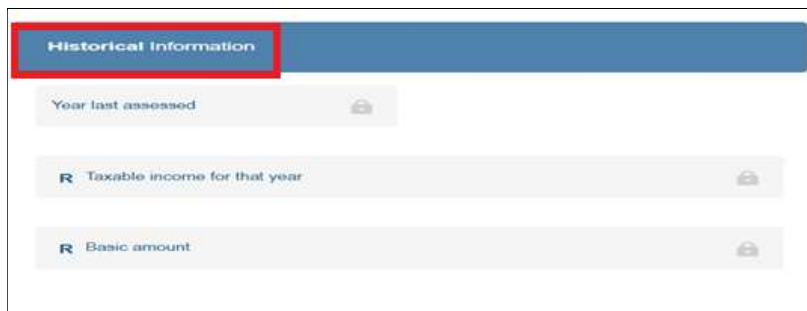 Historical Information
Year last assessed
R Taxable income for that year
R Basic amount